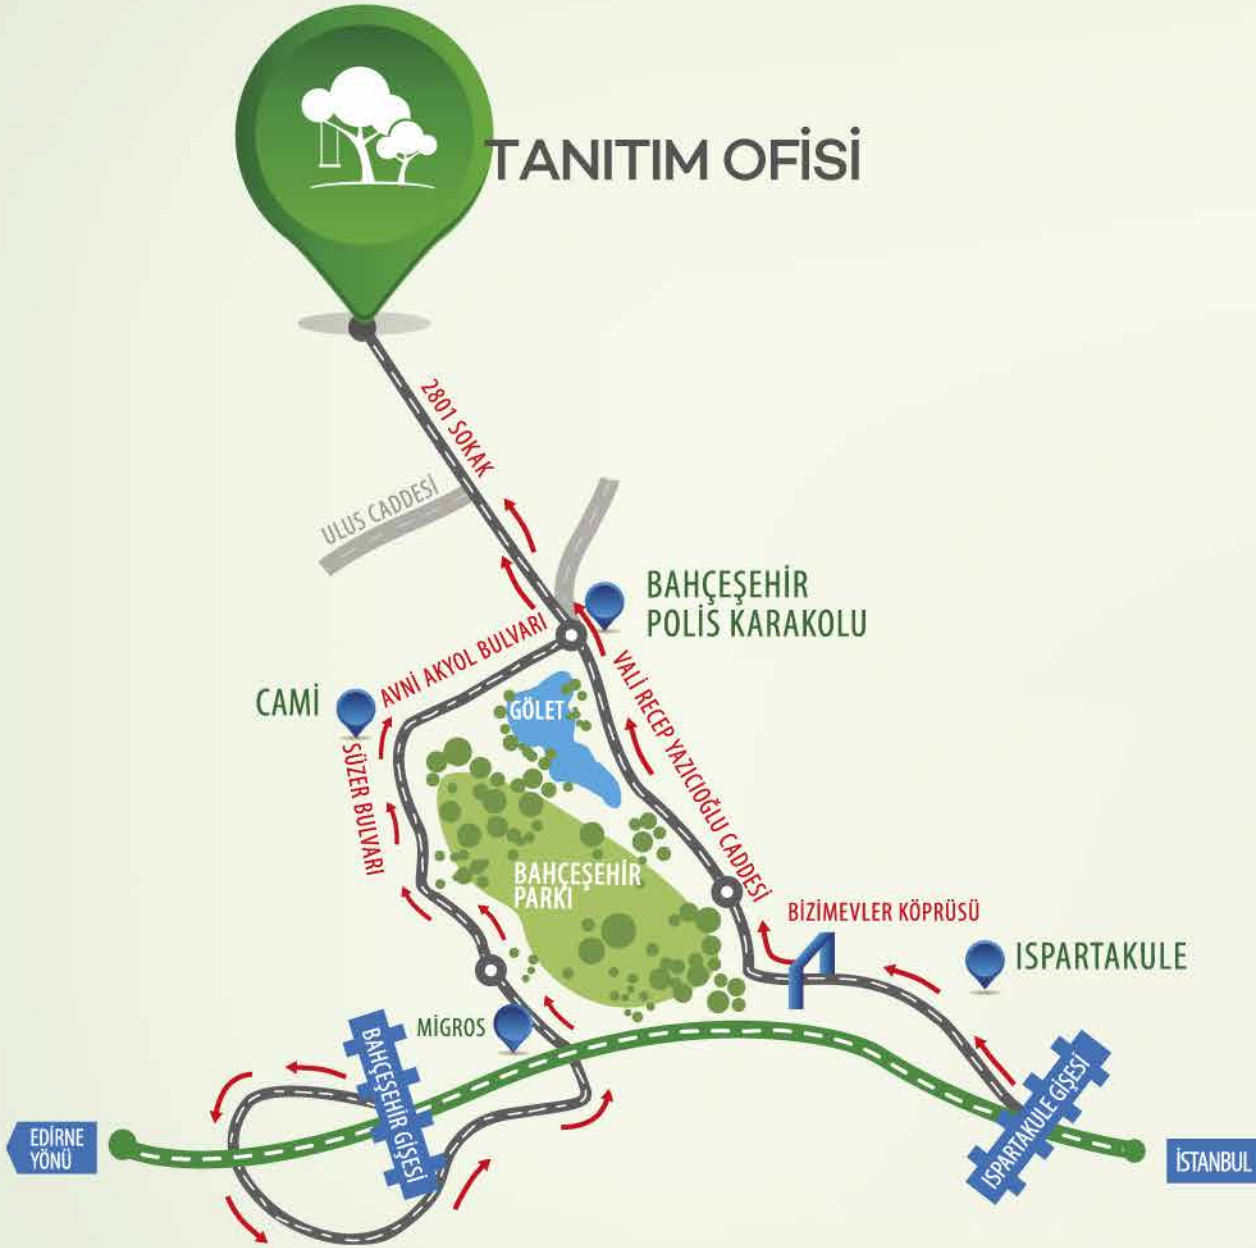 TANITIM OFİSİ
2801 SOKAK
ULUS CADDESİ
BAHÇEŞEHİR
POLİS KARAKOLU
AVNİ AKYOL BULVARI
CAMİ
GÖLET
VALİ RECEP YAZICIOĞLU CADDESİ
SÜZER BULVARI
BAHÇEŞEHİR
PARKI
BİZİMEVLER KÖPRÜSÜ
ISPARTAKULE
MİGROS
BAHÇEŞEHİR GİŞESİ
ISPARTAKULE GİŞESİ
EDİRNE
YÖNÜ
İSTANBUL